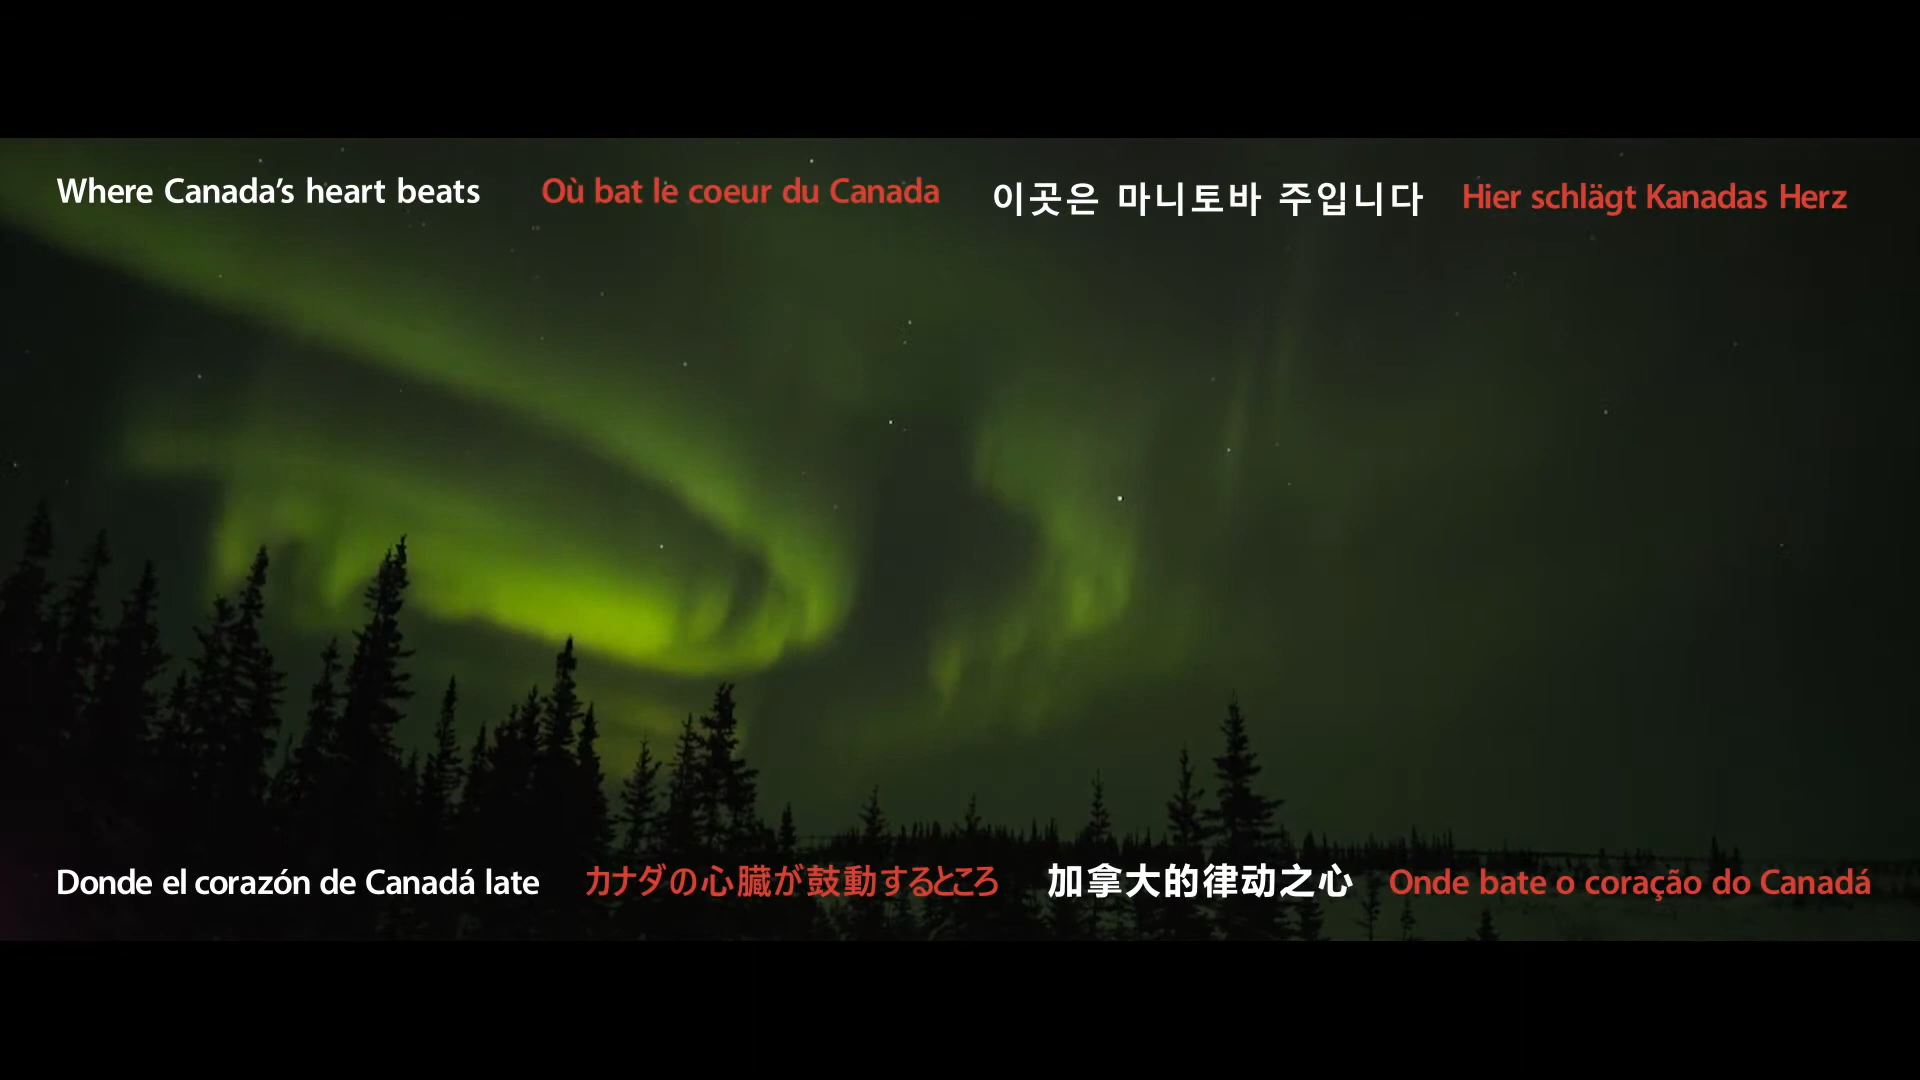 Where Canada's heart beats
Où bat le coeur du Canada
이곳은 마니토바 주입니다
Hier schlägt Kanadas Herz
Donde el corazón de Canadá late
カナダの心臓が鼓動するところ
加拿大的律动之心
Onde bate o coração do Canadá